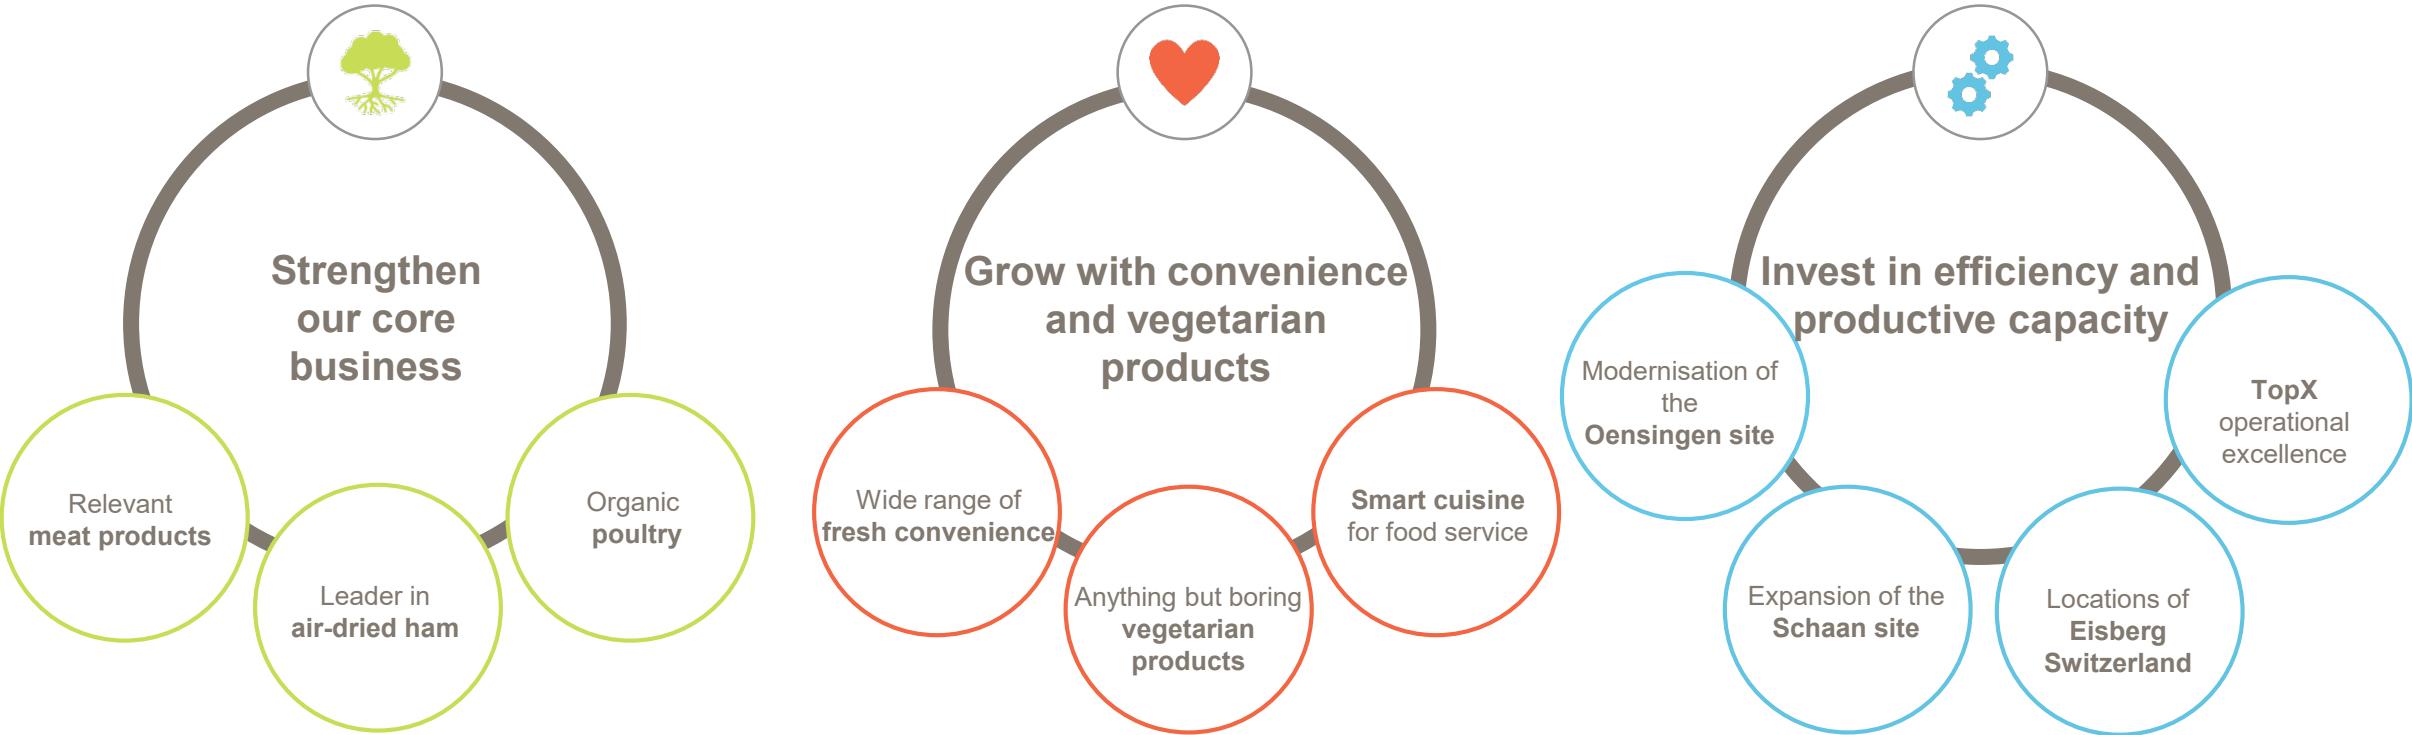 Strengthen
our core
business
Relevant
meat products
Leader in
air-dried ham
Organic
poultry
Grow with convenience
and vegetarian
products
Wide range of
fresh convenience
Anything but boring
vegetarian
products
Smart cuisine
for food service
Invest in efficiency and
productive capacity
Modernisation of
the
Oensingen site
Expansion of the
Schaan site
Locations of
Eisberg
Switzerland
TopX
operational
excellence